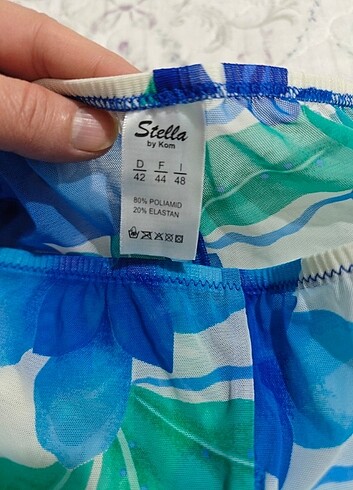 Stella
by Kom
D F I
42 44 48
80% POLIAMID
20% ELASTAN